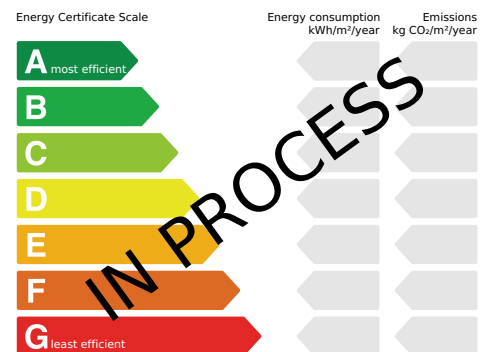 Energy Certificate Scale
Energy consumption
kWh/m²/year
Emissions
kg CO₂/m²/year
A most efficient
B
C
D
E
F
G least efficient
IN PROCESS